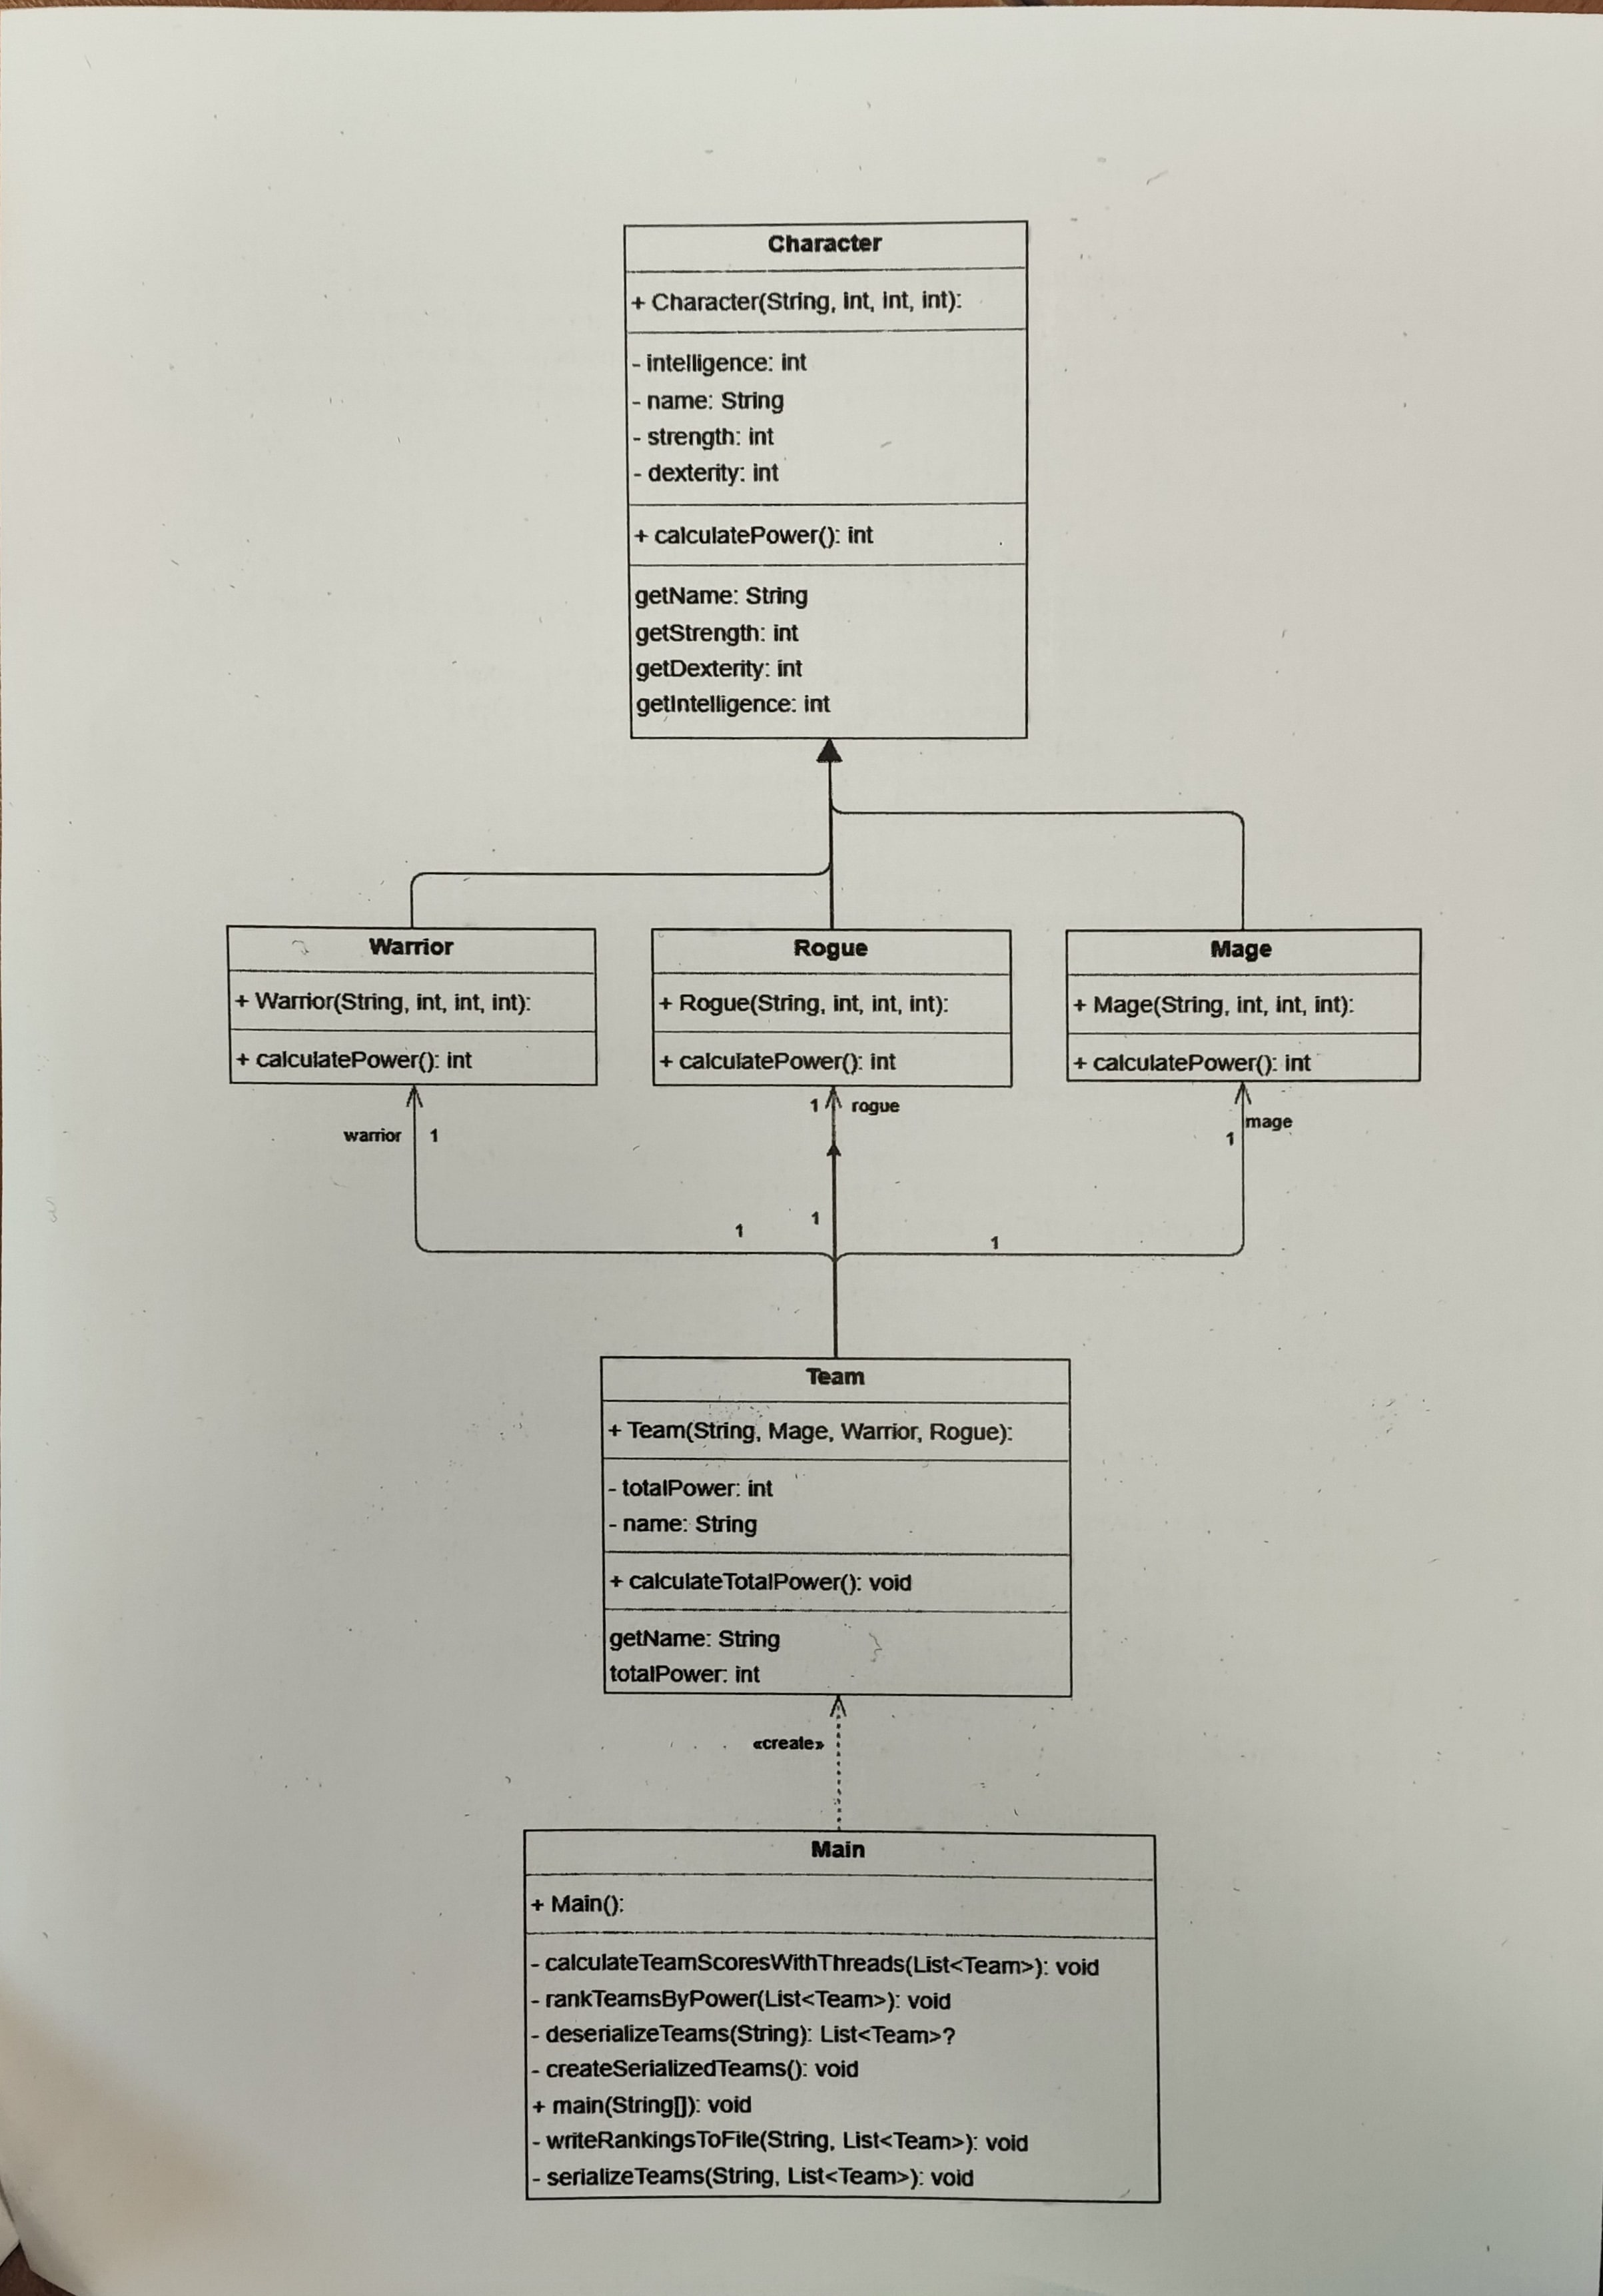 Character
+ Character(String, int, int, int):
- intelligence: int
- name: String
- strength: int
- dexterity: int
+ calculatePower(): int
getName: String
getStrength: int
getDexterity: int
getIntelligence: int
Warrior
+ Warrior(String, int, int, int):
+ calculatePower(): int
Rogue
+ Rogue(String, int, int, int):
+ calculatePower(): int
Mage
+ Mage(String, int, int, int):
+ calculatePower(): int
warrior 1
1 rogue
mage
1
1
1
1
Team
+ Team(String, Mage, Warrior, Rogue):
- totalPower: int
- name: String
+ calculateTotalPower(): void
getName: String
totalPower: int
«create»
Main
+ Main():
- calculateTeamScoresWithThreads(List<Team>): void
- rankTeamsByPower(List<Team>): void
- deserializeTeams(String): List<Team>?
- createSerializedTeams(): void
+ main(String[]): void
- writeRankingsToFile(String, List<Team>): void
- serializeTeams(String, List<Team>): void